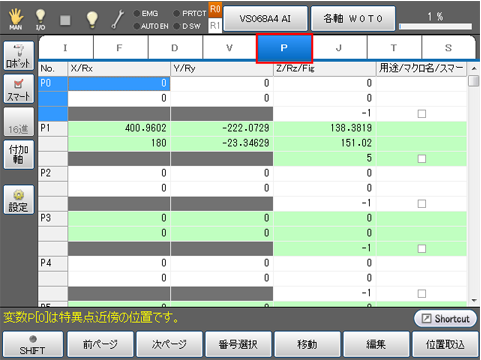 MAN I/O EMG PRTCT AUTO EN D SW R0 R1 VS068A4 AI 各軸 W0T0 1 %
I F D V P J T S
ロボット
スマート
16進
付加軸
設定
No. X/Rx Y/Ry Z/Rz/Fig 用途/マクロ名/スマー
P0 0 0 0
0 0 0
-1
P1 400.9602 -222.0729 138.3819
180 -23.34629 151.02
5
P2 0 0 0
0 0 0
-1
P3 0 0 0
0 0 0
-1
P4 0 0 0
0 0 0
-1
変数P[0]は特異点近傍の位置です。 Shortcut
SHIFT 前ページ 次ページ 番号選択 移動 編集 位置取込